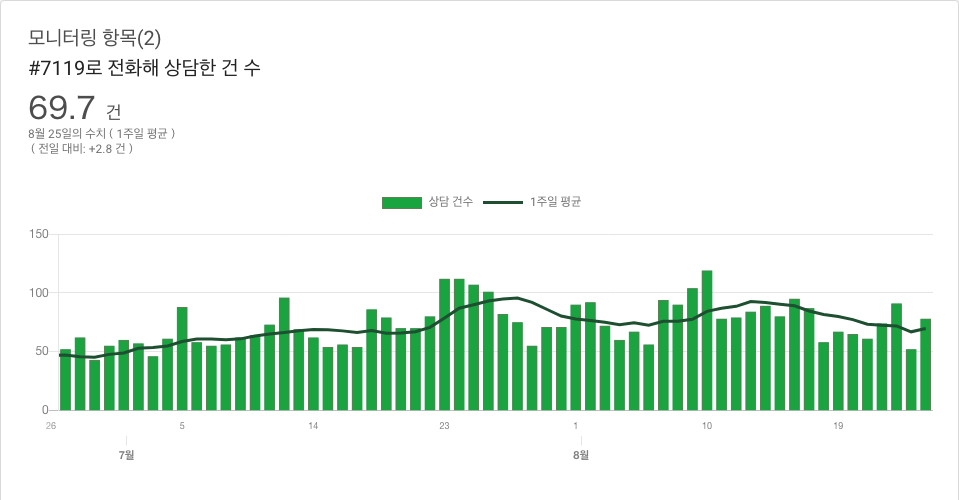 모니터링 항목(2)
#7119로 전화해 상담한 건 수
69.7 건
8월 25일의 수치 ( 1주일 평균 )
( 전일 대비: +2.8 건 )
상담 건수 1주일 평균
150
100
50
0
26 5 14 23 1 10 19
7월 8월